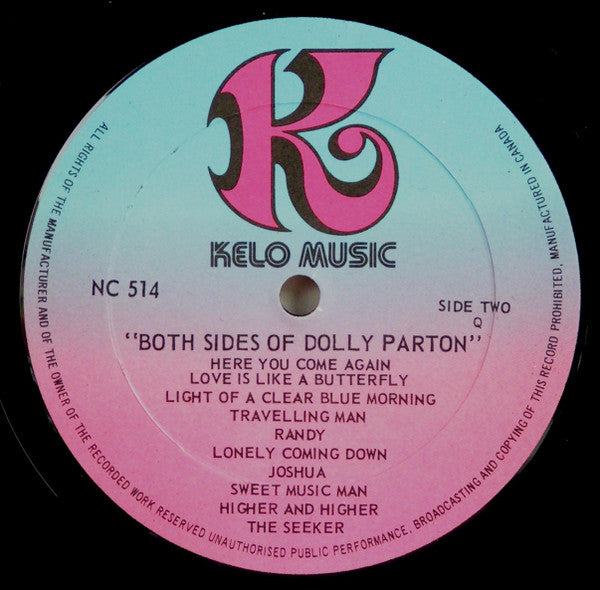 K
KELO MUSIC
NC 514
SIDE TWO
Q
"BOTH SIDES OF DOLLY PARTON"
HERE YOU COME AGAIN
LOVE IS LIKE A BUTTERFLY
LIGHT OF A CLEAR BLUE MORNING
TRAVELLING MAN
RANDY
LONELY COMING DOWN
JOSHUA
SWEET MUSIC MAN
HIGHER AND HIGHER
THE SEEKER
ALL RIGHTS OF THE MANUFACTURER AND OF THE OWNER OF THE RECORDED WORK RESERVED UNAUTHORISED PUBLIC PERFORMANCE, BROADCASTING AND COPYING OF THIS RECORD PROHIBITED, MANUFACTURED IN CANADA